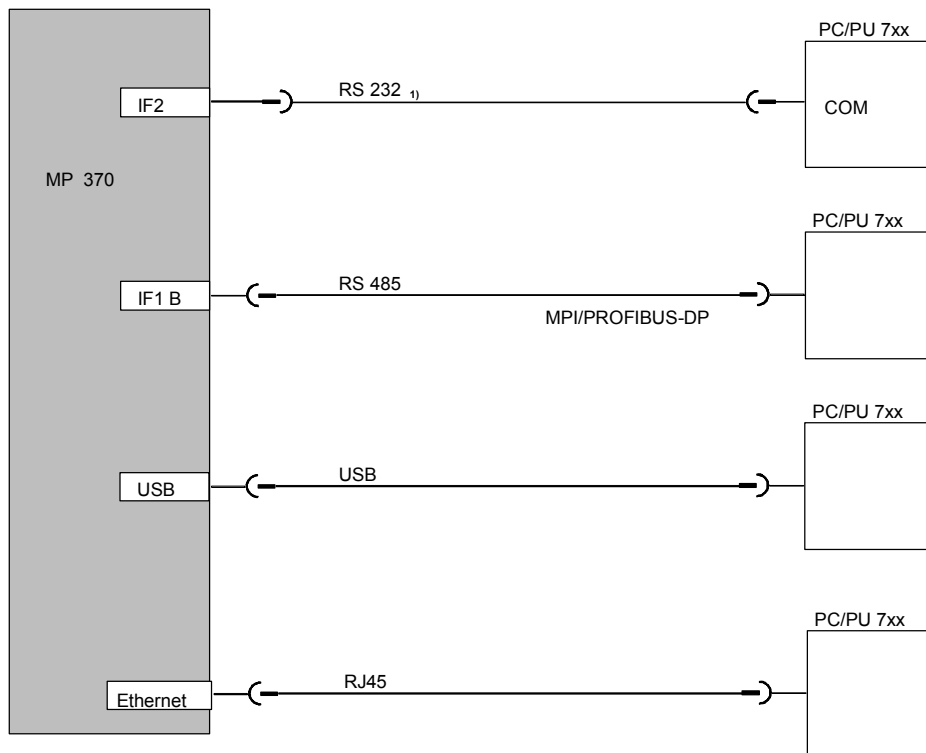 PC/PU 7xx
IF2
RS 232 1)
COM
MP 370
PC/PU 7xx
IF1 B
RS 485
MPI/PROFIBUS-DP
PC/PU 7xx
USB
USB
PC/PU 7xx
Ethernet
RJ45